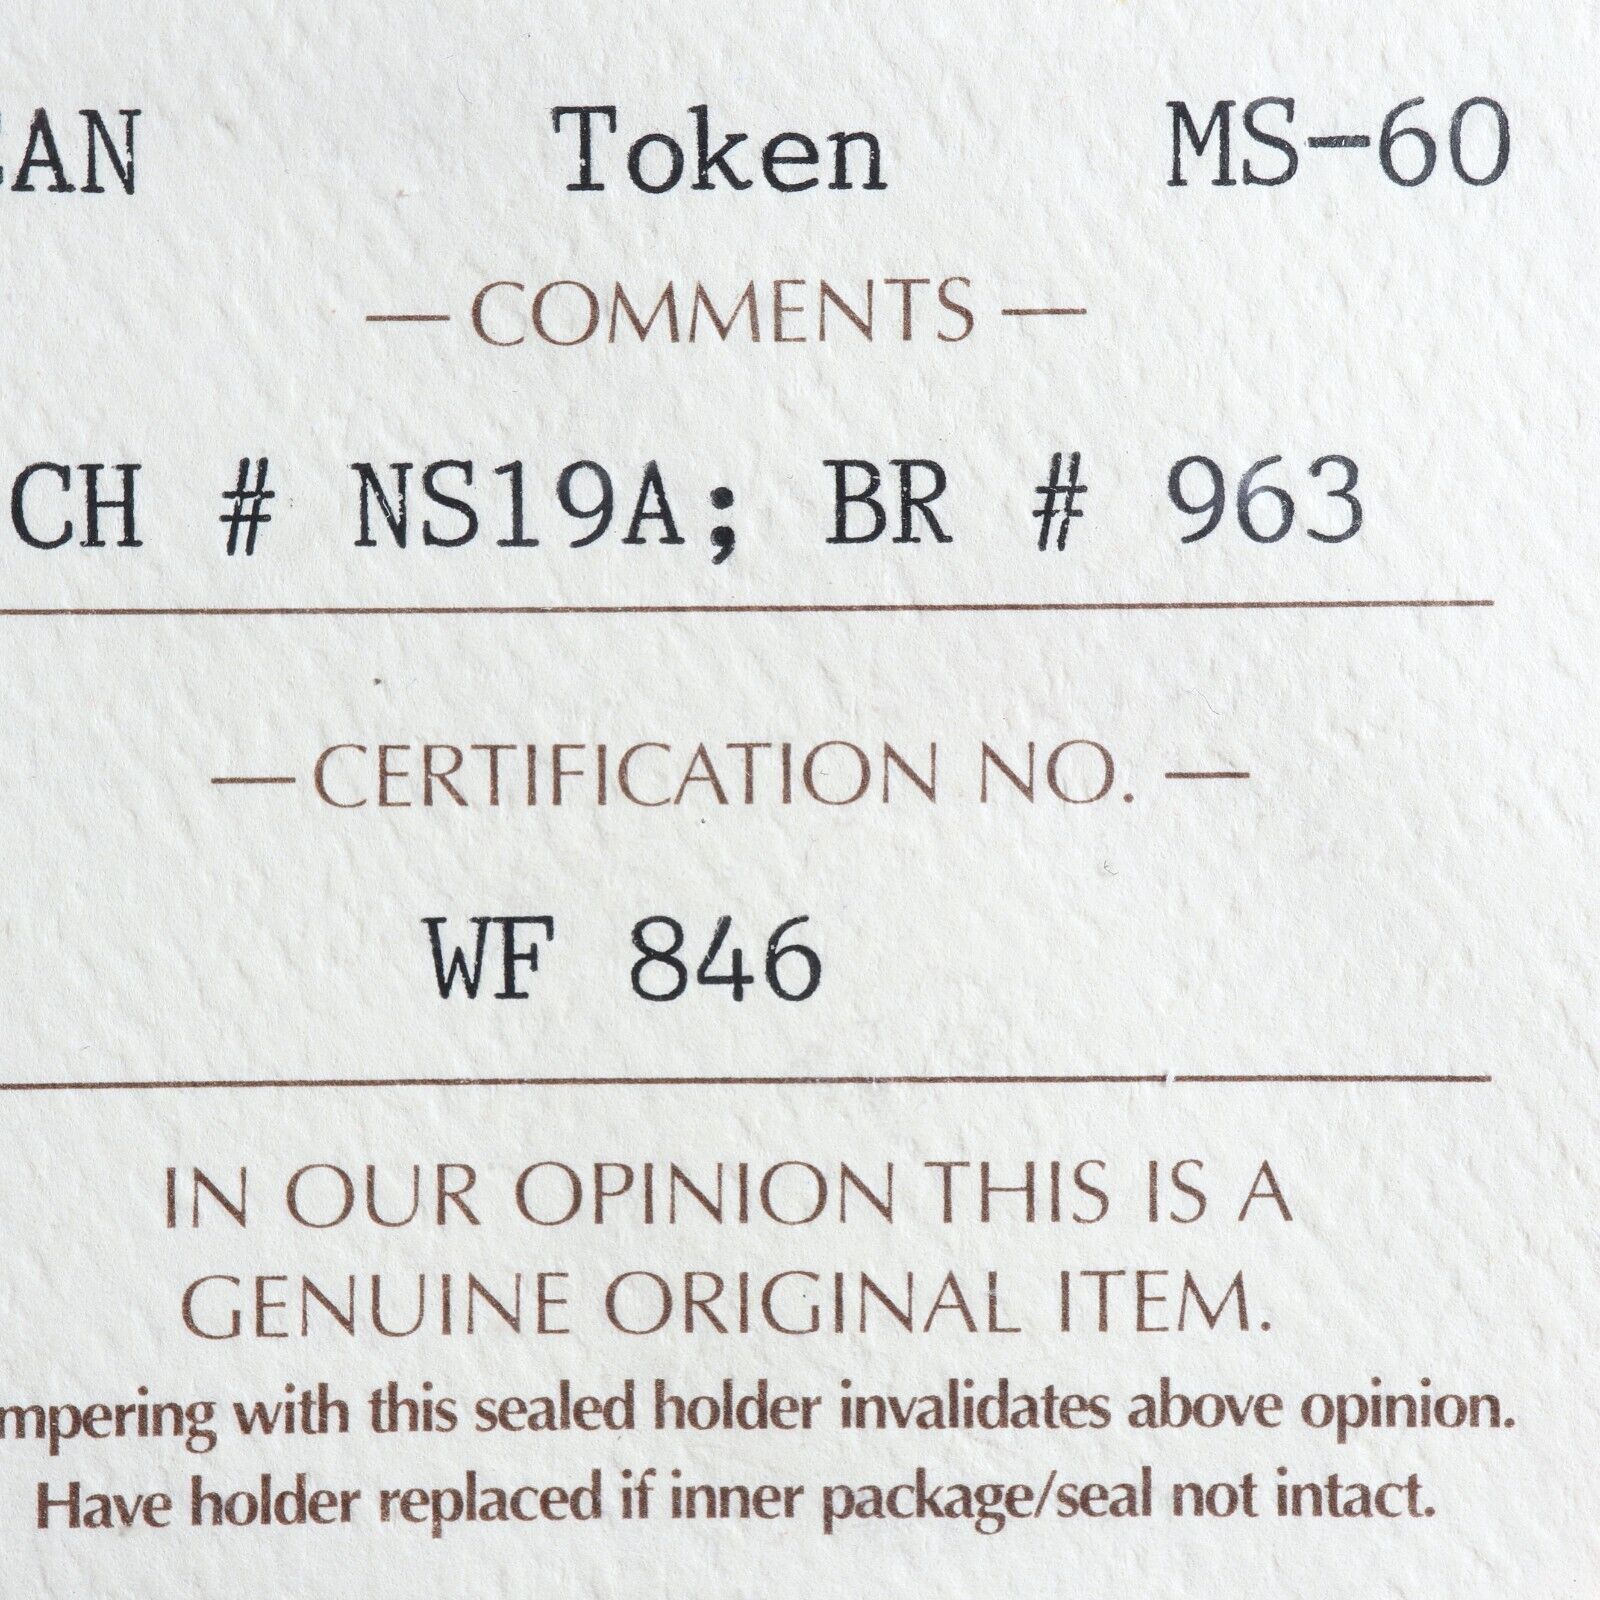 CAN Token MS-60
—COMMENTS—
CH # NS19A; BR # 963
—CERTIFICATION NO.—
WF 846
IN OUR OPINION THIS IS A
GENUINE ORIGINAL ITEM.
mpering with this sealed holder invalidates above opinion.
Have holder replaced if inner package/seal not intact.